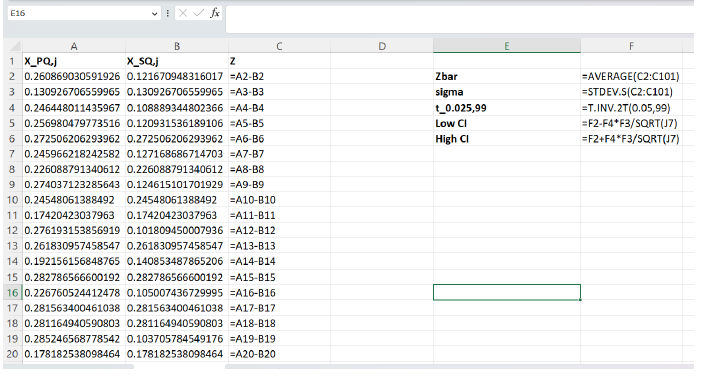 E16 fx
A B C D E F
1 X_PQ,j X_SQ,j Z
2 0.260869030591926 0.121670948316017 =A2-B2 Zbar =AVERAGE(C2:C101)
3 0.130926706559965 0.130926706559965 =A3-B3 sigma =STDEV.S(C2:C101)
4 0.246448011435967 0.108889344802366 =A4-B4 t_0.025,99 =T.INV.2T(0.05,99)
5 0.256980479773516 0.120931536189106 =A5-B5 Low CI =F2-F4*F3/SQRT(J7)
6 0.272506206293962 0.272506206293962 =A6-B6 High CI =F2+F4*F3/SQRT(J7)
7 0.245966218242582 0.127168686714703 =A7-B7
8 0.226088791340612 0.226088791340612 =A8-B8
9 0.274037123285643 0.124615101701929 =A9-B9
10 0.24548061388492 0.24548061388492 =A10-B10
11 0.17420423037963 0.17420423037963 =A11-B11
12 0.276193153856919 0.101809450007936 =A12-B12
13 0.261830957458547 0.261830957458547 =A13-B13
14 0.192156156848765 0.140853487865206 =A14-B14
15 0.282786566600192 0.282786566600192 =A15-B15
16 0.226760524412478 0.105007436729995 =A16-B16
17 0.281563400461038 0.281563400461038 =A17-B17
18 0.281164940590803 0.281164940590803 =A18-B18
19 0.285246568778542 0.103705784549176 =A19-B19
20 0.178182538098464 0.178182538098464 =A20-B20